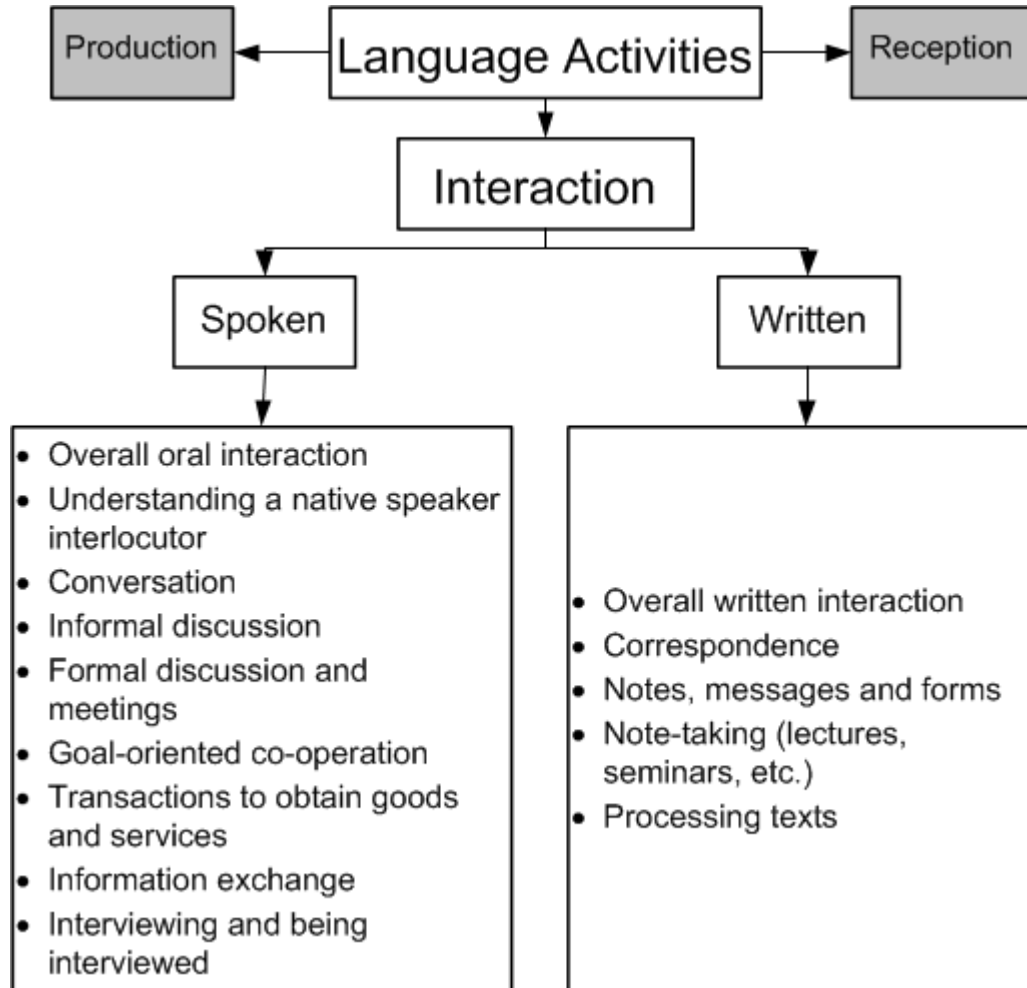 Production
Language Activities
Reception
Interaction
Spoken
Written
• Overall oral interaction
• Understanding a native speaker
interlocutor
• Conversation
• Informal discussion
• Formal discussion and
meetings
• Goal-oriented co-operation
• Transactions to obtain goods
and services
• Information exchange
• Interviewing and being
interviewed
• Overall written interaction
• Correspondence
• Notes, messages and forms
• Note-taking (lectures,
seminars, etc.)
• Processing texts